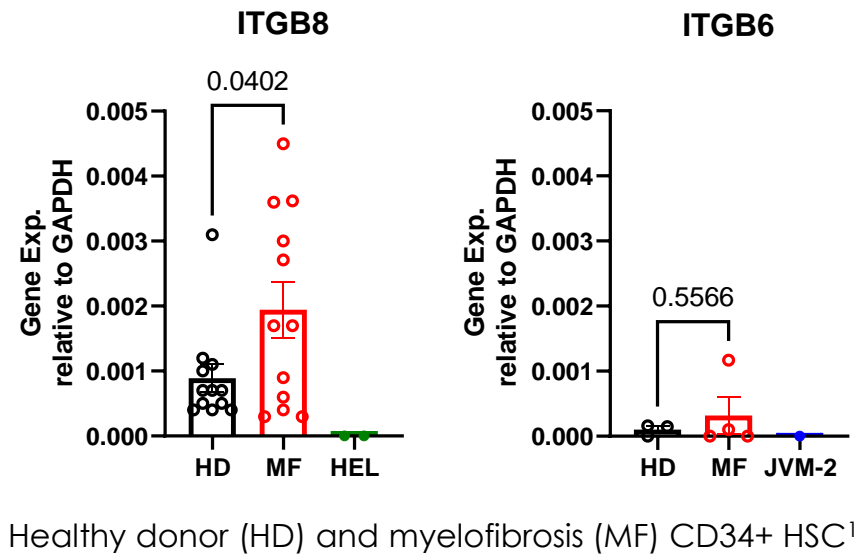 ITGB8
0.0402
Gene Exp.
relative to GAPDH
0.005
0.004
0.003
0.002
0.001
0.000
HD MF HEL
ITGB6
Gene Exp.
relative to GAPDH
0.005
0.004
0.003
0.002
0.001
0.000
0.5566
HD MF JVM-2
Healthy donor (HD) and myelofibrosis (MF) CD34+ HSC¹